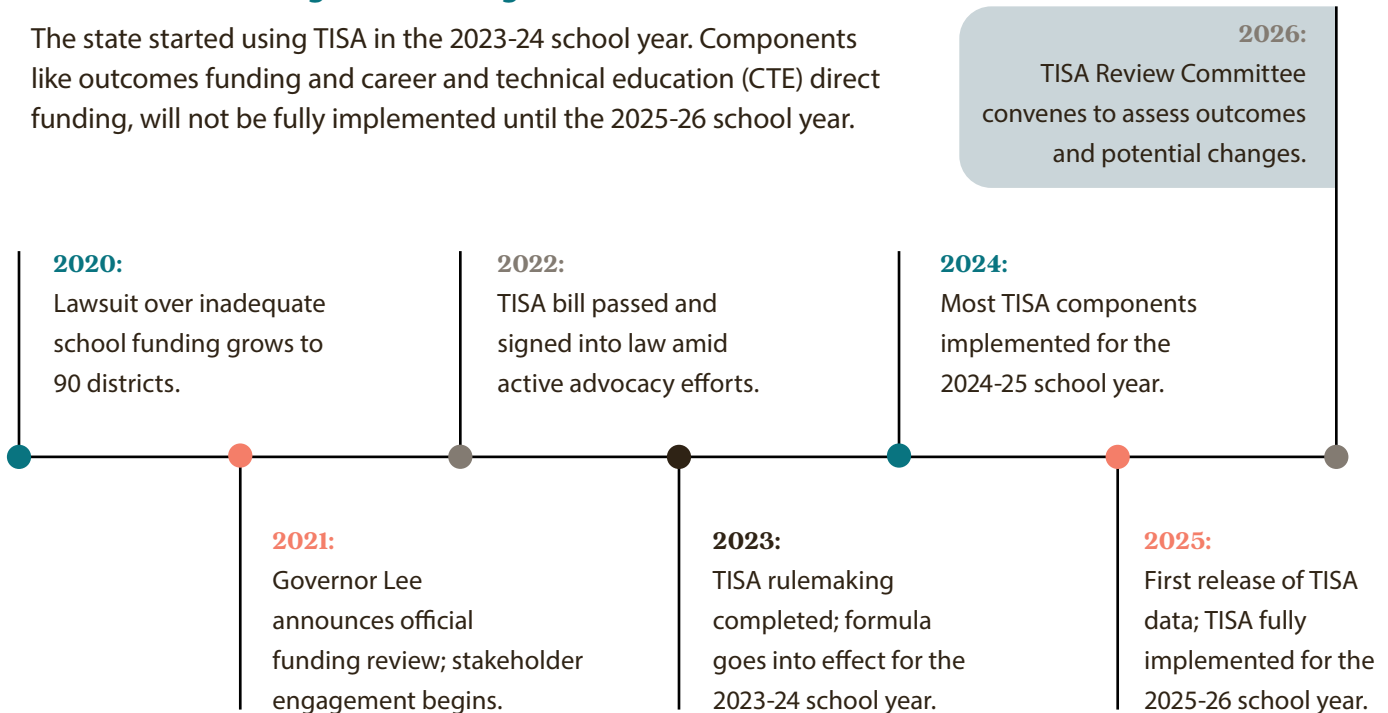 The state started using TISA in the 2023-24 school year. Components
like outcomes funding and career and technical education (CTE) direct
funding, will not be fully implemented until the 2025-26 school year.
2026:
TISA Review Committee
convenes to assess outcomes
and potential changes.
2020:
Lawsuit over inadequate
school funding grows to
90 districts.
2022:
TISA bill passed and
signed into law amid
active advocacy efforts.
2024:
Most TISA components
implemented for the
2024-25 school year.
2021:
Governor Lee
announces official
funding review; stakeholder
engagement begins.
2023:
TISA rulemaking
completed; formula
goes into effect for the
2023-24 school year.
2025:
First release of TISA
data; TISA fully
implemented for the
2025-26 school year.